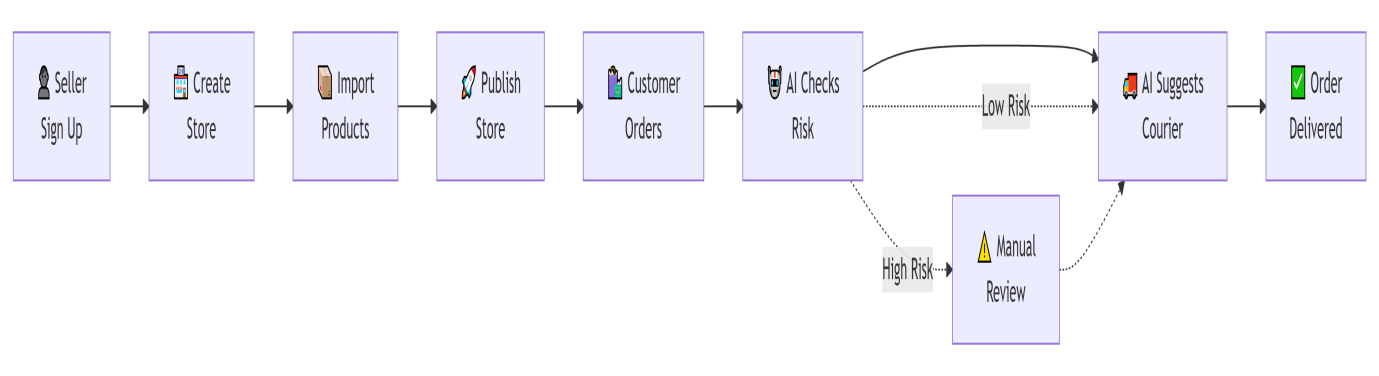 Seller
Sign Up
Create
Store
Import
Products
Publish
Store
Customer
Orders
AI Checks
Risk
Low Risk
High Risk
Manual
Review
AI Suggests
Courier
Order
Delivered